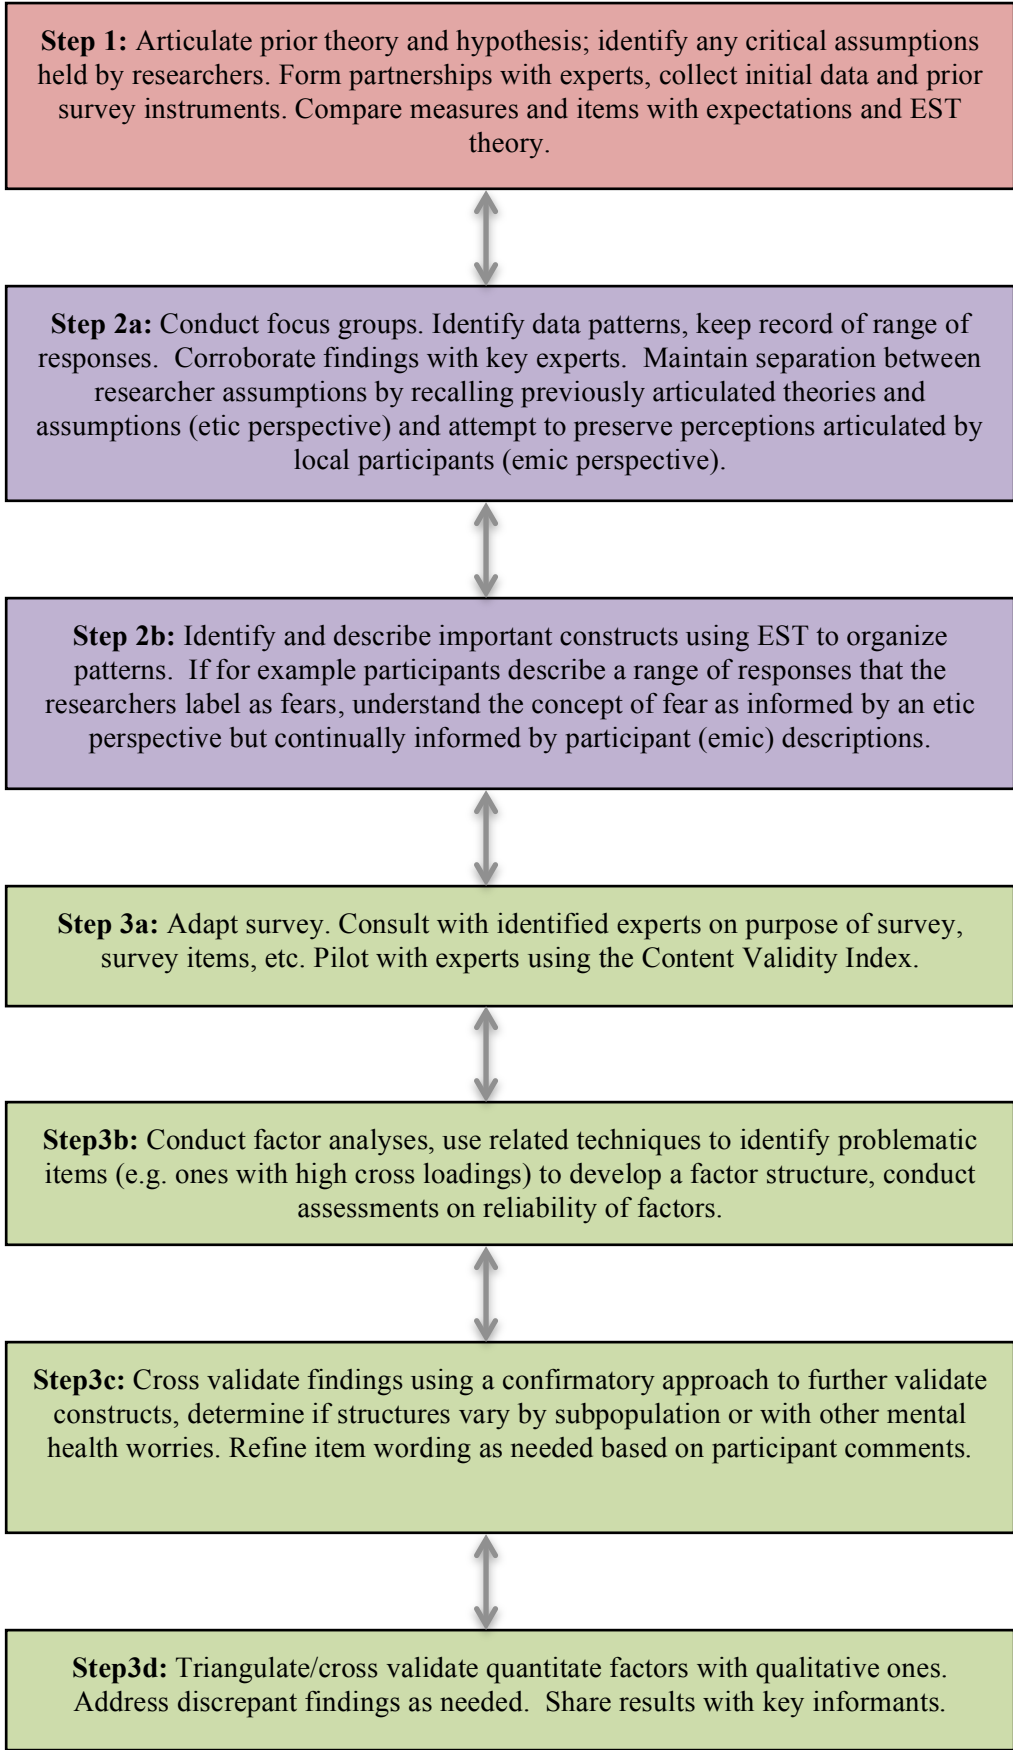 Step 1: Articulate prior theory and hypothesis; identify any critical assumptions
held by researchers. Form partnerships with experts, collect initial data and prior
survey instruments. Compare measures and items with expectations and EST
theory.
Step 2a: Conduct focus groups. Identify data patterns, keep record of range of
responses.  Corroborate findings with key experts.  Maintain separation between
researcher assumptions by recalling previously articulated theories and
assumptions (etic perspective) and attempt to preserve perceptions articulated by
local participants (emic perspective).
Step 2b: Identify and describe important constructs using EST to organize
patterns.  If for example participants describe a range of responses that the
researchers label as fears, understand the concept of fear as informed by an etic
perspective but continually informed by participant (emic) descriptions.
Step 3a: Adapt survey. Consult with identified experts on purpose of survey,
survey items, etc. Pilot with experts using the Content Validity Index.
Step3b: Conduct factor analyses, use related techniques to identify problematic
items (e.g. ones with high cross loadings) to develop a factor structure, conduct
assessments on reliability of factors.
Step3c: Cross validate findings using a confirmatory approach to further validate
constructs, determine if structures vary by subpopulation or with other mental
health worries. Refine item wording as needed based on participant comments.
Step3d: Triangulate/cross validate quantitate factors with qualitative ones.
Address discrepant findings as needed.  Share results with key informants.